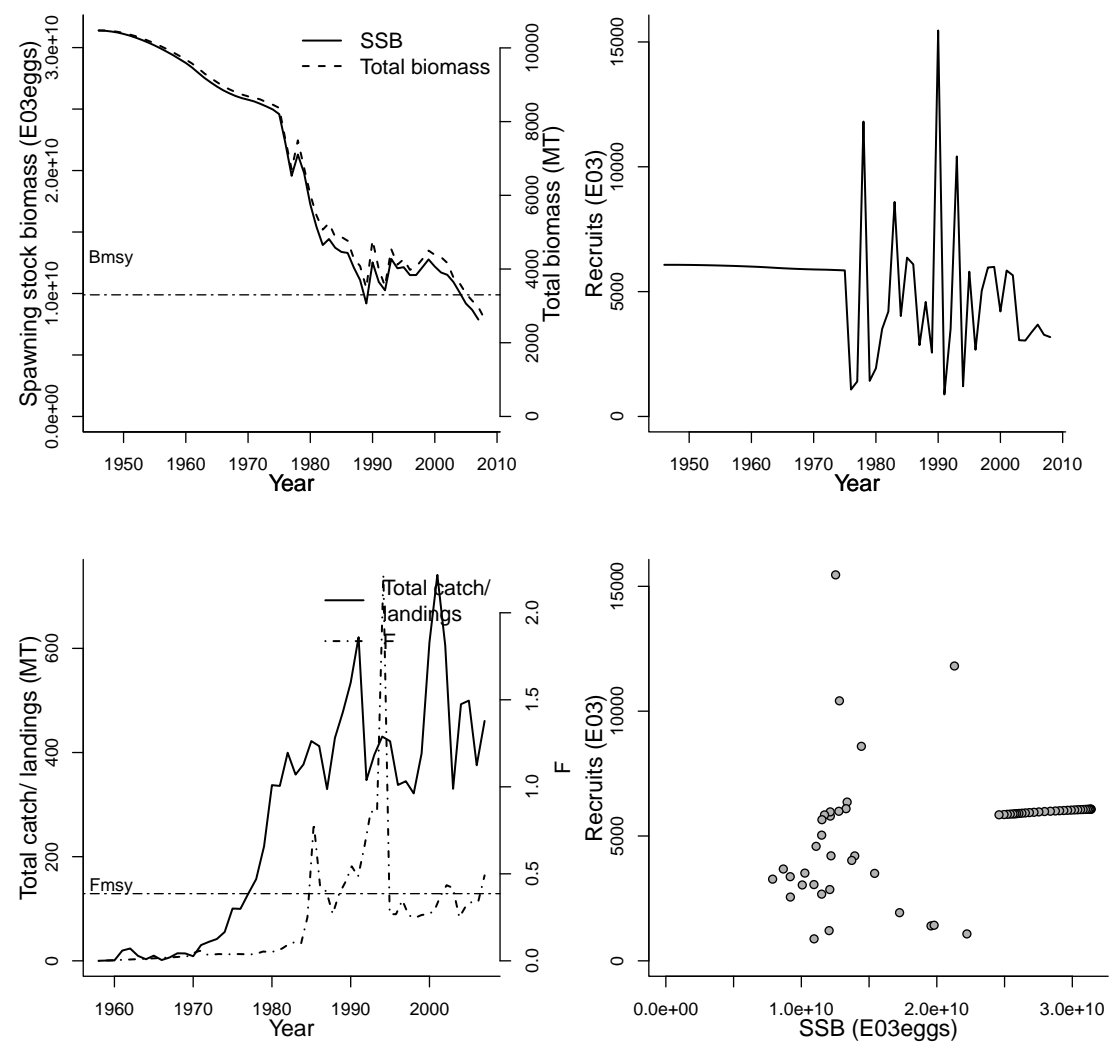 SSB
Total biomass
Spawning stock biomass (E03eggs)
0.0e+00 1.0e+10 2.0e+10 3.0e+10
Bmsy
Total biomass (MT)
0 2000 4000 6000 8000 10000
1950 1960 1970 1980 1990 2000 2010
Year
Recruits (E03)
0 5000 10000 15000
1950 1960 1970 1980 1990 2000 2010
Year
Total catch/
landings
F
Total catch/ landings (MT)
0 200 400 600
Fmsy
F
0.0 0.5 1.0 1.5 2.0
1960 1970 1980 1990 2000
Year
Recruits (E03)
0 5000 10000 15000
0.0e+00 1.0e+10 2.0e+10 3.0e+10
SSB (E03eggs)